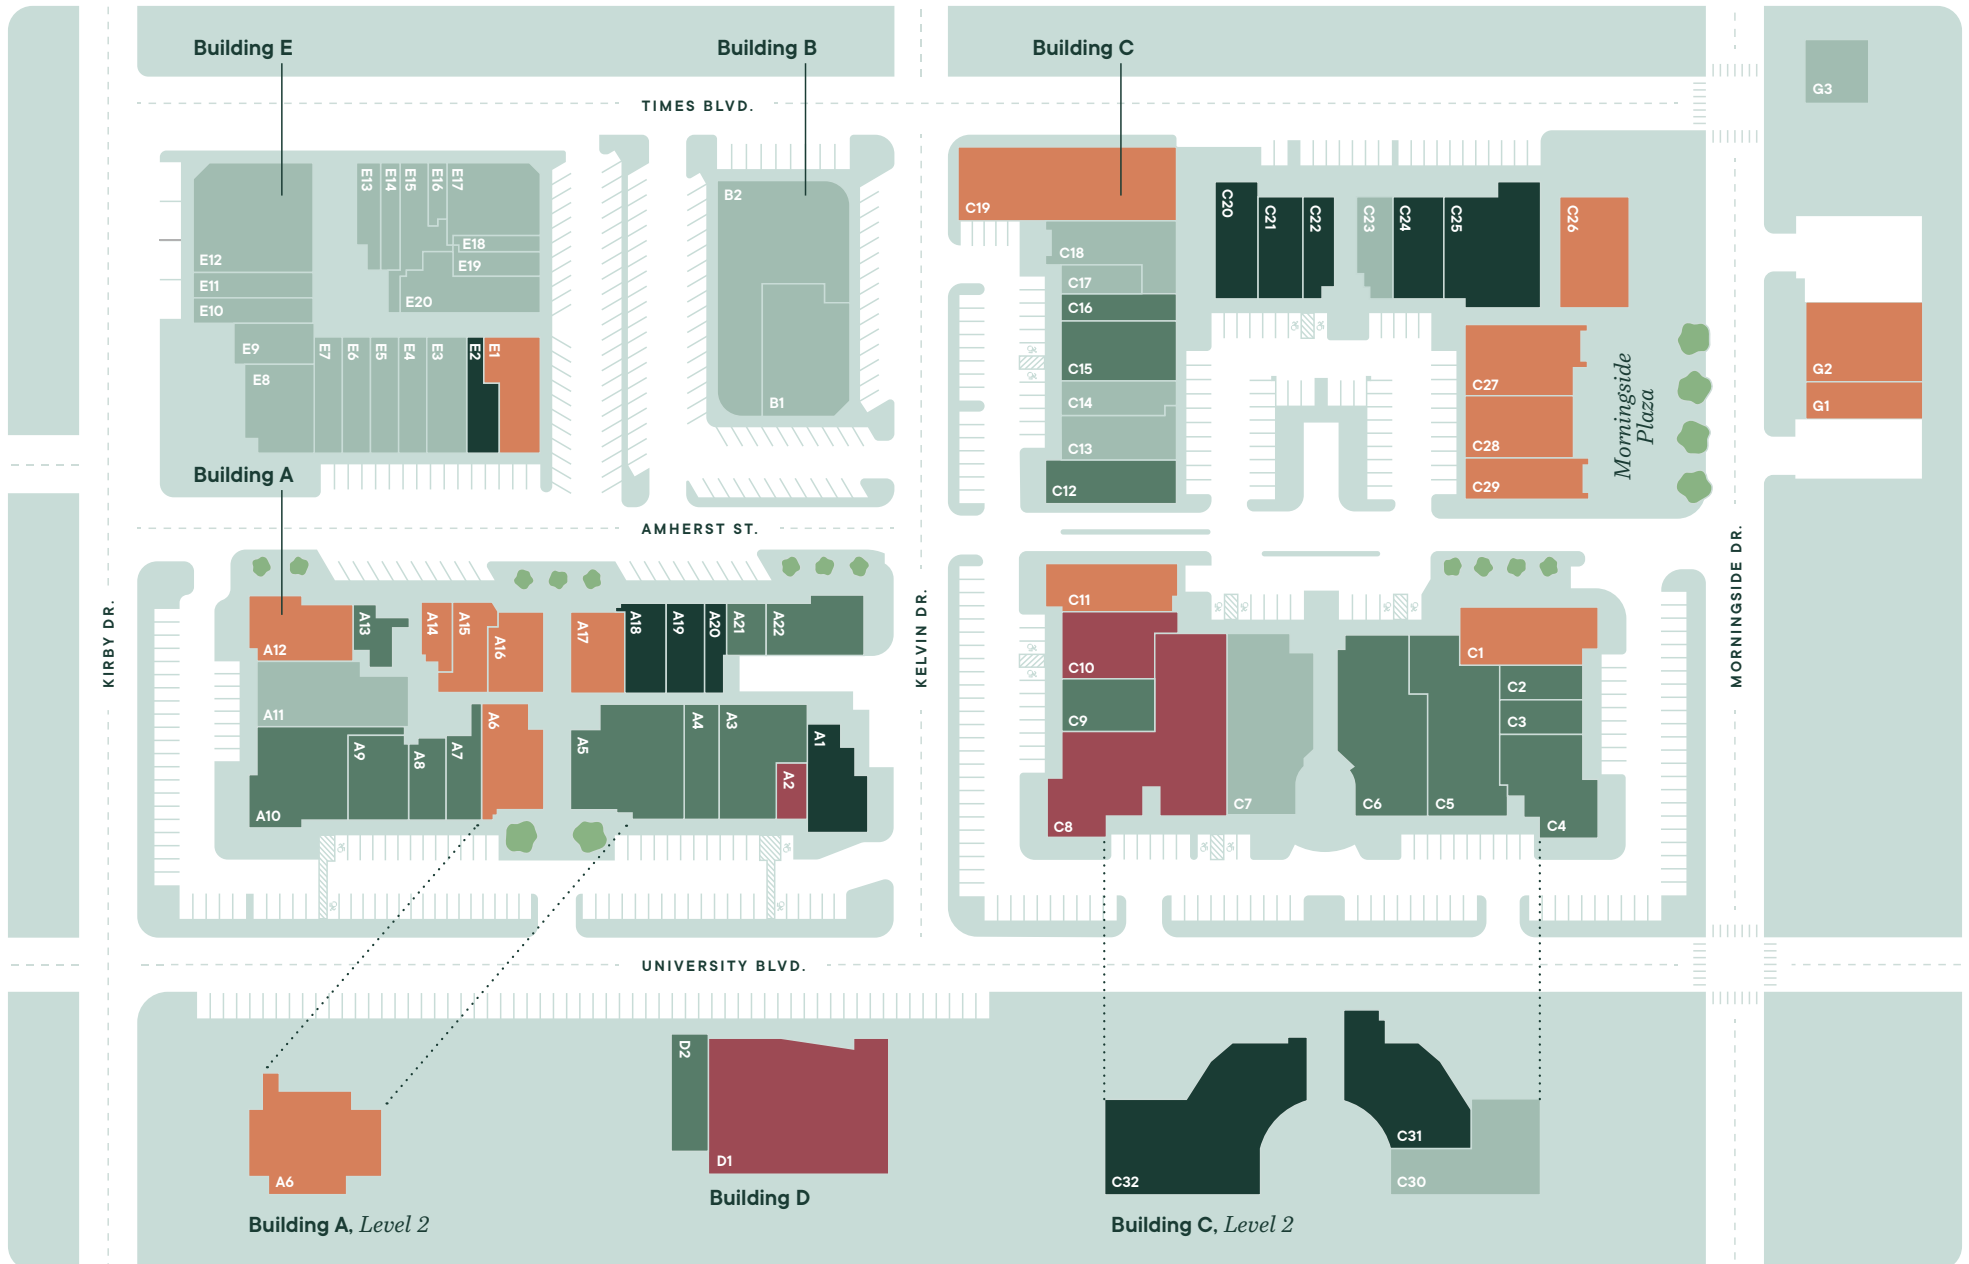 Building E
Building B
Building C
TIMES BLVD.
G3
E13
E14
E15
E16
E17
E18
E19
E20
E12
E11
E10
E9
E8
E7
E6
E5
E4
E3
E2
E1
B2
B1
C19
C18
C17
C16
C15
C14
C13
C12
C20
C21
C22
C23
C24
C25
C26
C27
C28
C29
Morningside
Plaza
G2
G1
Building A
AMHERST ST.
KIRBY DR.
KELVIN DR.
MORNINGSIDE DR.
A12
A13
A14
A15
A16
A17
A18
A19
A20
A21
A22
A11
A10
A9
A8
A7
A6
A5
A4
A3
A2
A1
C11
C10
C9
C8
C7
C6
C5
C4
C3
C2
C1
UNIVERSITY BLVD.
A6
Building A, Level 2
D2
D1
Building D
C32
C31
C30
Building C, Level 2